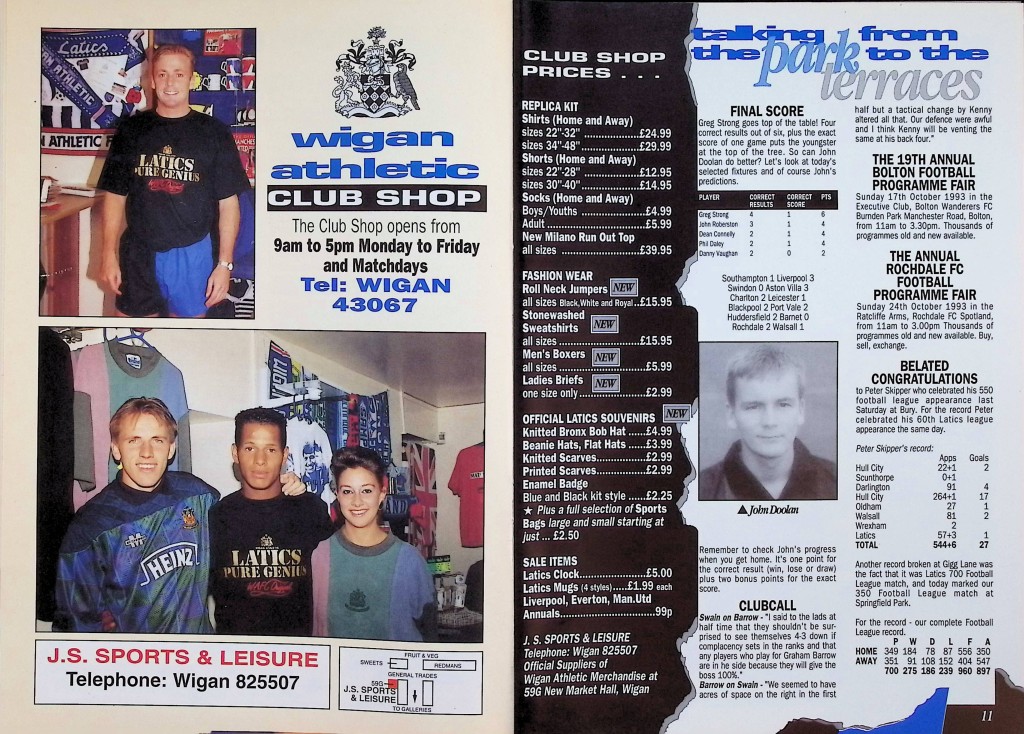 Latics
ATHLETIC
ATHLETIC F
LATICS
PURE GENIUS
wigan
athletic
CLUB SHOP
The Club Shop opens from
9am to 5pm Monday to Friday
and Matchdays
Tel: WIGAN
43067
HEINZ
LATICS
PURE GENIUS
J.S. SPORTS & LEISURE
Telephone: Wigan 825507
FRUIT & VEG
SWEETS
REDMANS
GENERAL TRADES
59G
J.S. SPORTS
& LEISURE
TO GALLERIES
CLUB SHOP
PRICES . . .
REPLICA KIT
Shirts (Home and Away)
sizes 22"-32" ....................£24.99
sizes 34"-48" ....................£29.99
Shorts (Home and Away)
sizes 22"-28" ....................£12.95
sizes 30"-40" ....................£14.95
Socks (Home and Away)
Boys/Youths ......................£4.99
Adult ................................£5.99
New Milano Run Out Top
all sizes ............................£39.95
FASHION WEAR
Roll Neck Jumpers NEW
all sizes Black,White and Royal ..£15.95
Stonewashed
Sweatshirts NEW
all sizes ............................£15.95
Men's Boxers NEW
all sizes ............................£5.99
Ladies Briefs NEW
one size only ....................£2.99
OFFICIAL LATICS SOUVENIRS NEW
Knitted Bronx Bob Hat ......£4.99
Beanie Hats, Flat Hats ......£3.99
Knitted Scarves................£2.99
Printed Scarves................£2.99
Enamel Badge
Blue and Black kit style ......£2.25
★ Plus a full selection of Sports
Bags large and small starting at
just ... £2.50
SALE ITEMS
Latics Clock......................£5.00
Latics Mugs (4 styles)....£1.99 each
Liverpool, Everton, Man.Utd
Annuals..............................99p
J. S. SPORTS & LEISURE
Telephone: Wigan 825507
Official Suppliers of
Wigan Athletic Merchandise at
59G New Market Hall, Wigan
talking from
the park to the
terraces
FINAL SCORE
Greg Strong goes top of the table! Four
correct results out of six, plus the exact
score of one game puts the youngster
at the top of the tree. So can John
Doolan do better? Let's look at today's
selected fixtures and of course John's
predictions.
PLAYER CORRECT RESULTS CORRECT SCORE PTS
Greg Strong 4 1 6
John Roberston 3 1 4
Dean Connelly 2 1 4
Phil Daley 2 1 4
Danny Vaughan 2 0 2
Southampton 1 Liverpool 3
Swindon 0 Aston Villa 3
Charlton 2 Leicester 1
Blackpool 2 Port Vale 2
Huddersfield 2 Barnet 0
Rochdale 2 Walsall 1
▲John Doolan
Remember to check John's progress
when you get home. It's one point for
the correct result (win, lose or draw)
plus two bonus points for the exact
score.
CLUBCALL
Swain on Barrow - "I said to the lads at
half time that they shouldn't be sur-
prised to see themselves 4-3 down if
complacency sets in the ranks and that
any players who play for Graham Barrow
are in he side because they will give the
boss 100%."
Barrow on Swain - "We seemed to have
acres of space on the right in the first
half but a tactical change by Kenny
altered all that. Our defence were awful
and I think Kenny will be venting the
same at his back four."
THE 19TH ANNUAL
BOLTON FOOTBALL
PROGRAMME FAIR
Sunday 17th October 1993 in the
Executive Club, Bolton Wanderers FC
Burnden Park Manchester Road, Bolton,
from 11am to 3.30pm. Thousands of
programmes old and new available.
THE ANNUAL
ROCHDALE FC
FOOTBALL
PROGRAMME FAIR
Sunday 24th October 1993 in the
Ratcliffe Arms, Rochdale FC Spotland,
from 11am to 3.00pm Thousands of
programmes old and new available. Buy,
sell, exchange.
BELATED
CONGRATULATIONS
to Peter Skipper who celebrated his 550
football league appearance last
Saturday at Bury. For the record Peter
celebrated his 60th Latics league
appearance the same day.
Peter Skipper's record:
Apps Goals
Hull City 22+1 2
Scunthorpe 0+1
Darlington 91 4
Hull City 264+1 17
Oldham 27 1
Walsall 81 2
Wrexham 2
Latics 57+3 1
TOTAL 544+6 27
Another record broken at Gigg Lane was
the fact that it was Latics 700 Football
League match, and today marked our
350 Football League match at
Springfield Park.
For the record - our complete Football
League record.
P W D L F A
HOME 349 184 78 87 556 350
AWAY 351 91 108 152 404 547
700 275 186 239 960 897
11